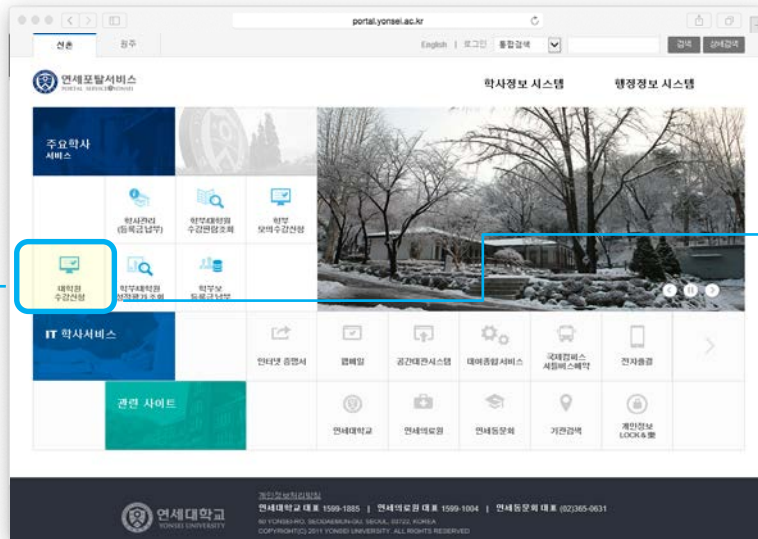 portal.yonsei.ac.kr
신촌
원주
English | 로그인
통합검색
검색
상세검색
연세포탈서비스
PORTAL SERVICE@YONSEI
학사정보 시스템
행정정보 시스템
주요학사
서비스
학사관리
(등록금 납부)
학부대학원
수강편람조회
학부
모의수강신청
대학원
수강신청
학부대학원
성적평가 조회
학부모
등록금 납부
IT 학사서비스
인터넷 증명서
웹메일
공간대관시스템
대여종합 서비스
국제캠퍼스
셔틀버스예약
전자출결
관련 사이트
연세대학교
연세의료원
연세동문회
기관검색
개인정보
LOCK&樂
개인정보처리방침
연세대학교 대표 1599-1885 | 연세의료원 대표 1599-1004 | 연세동문회 대표 (02)365-0631
연세대학교
YONSEI UNIVERSITY
50 YONSEI-RO, SEODAEMUN-GU, SEOUL, 03722, KOREA
COPYRIGHT(C) 2011 YONSEI UNIVERSITY. ALL RIGHTS RESERVED